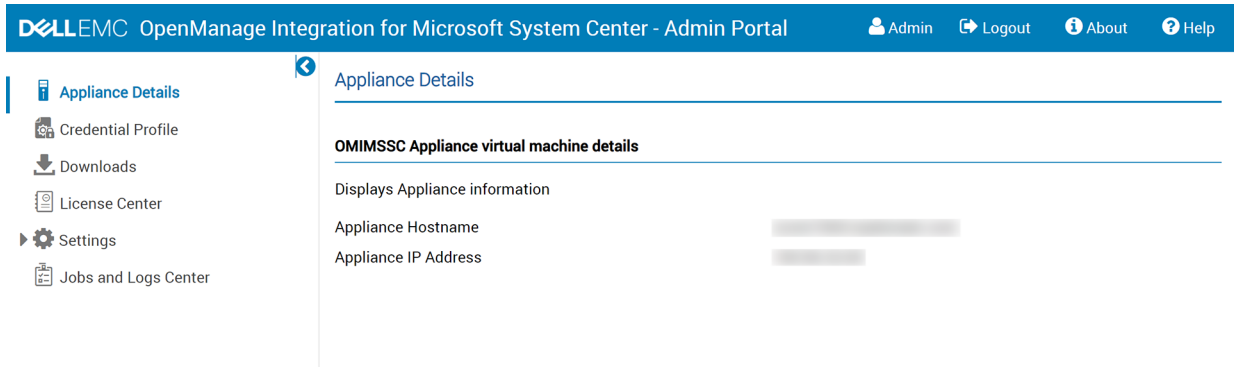 DELLEMC OpenManage Integration for Microsoft System Center - Admin Portal Admin Logout About Help
Appliance Details
Credential Profile
Downloads
License Center
Settings
Jobs and Logs Center
Appliance Details
OMIMSSC Appliance virtual machine details
Displays Appliance information
Appliance Hostname
Appliance IP Address